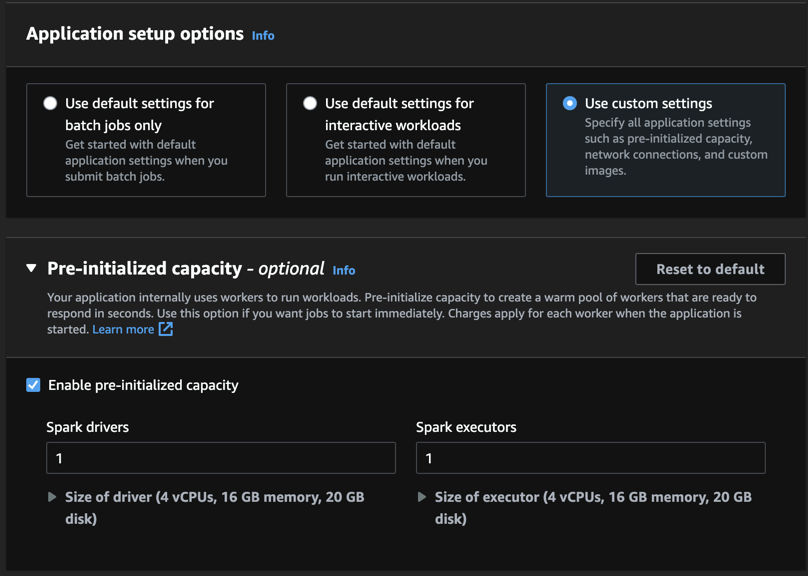 Application setup options Info
Use default settings for
batch jobs only
Get started with default
application settings when you
submit batch jobs.
Use default settings for
interactive workloads
Get started with default
application settings when you
run interactive workloads.
Use custom settings
Specify all application settings
such as pre-initialized capacity,
network connections, and custom
images.
Pre-initialized capacity - optional Info
Reset to default
Your application internally uses workers to run workloads. Pre-initialize capacity to create a warm pool of workers that are ready to
respond in seconds. Use this option if you want jobs to start immediately. Charges apply for each worker when the application is
started. Learn more
Enable pre-initialized capacity
Spark drivers
1
Size of driver (4 vCPUs, 16 GB memory, 20 GB
disk)
Spark executors
1
Size of executor (4 vCPUs, 16 GB memory, 20 GB
disk)